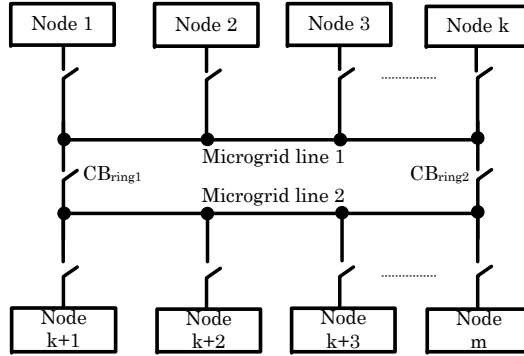 Node 1
Node 2
Node 3
Node k
Microgrid line 1
CBring1
CBring2
Microgrid line 2
Node
k+1
Node
k+2
Node
k+3
Node
m